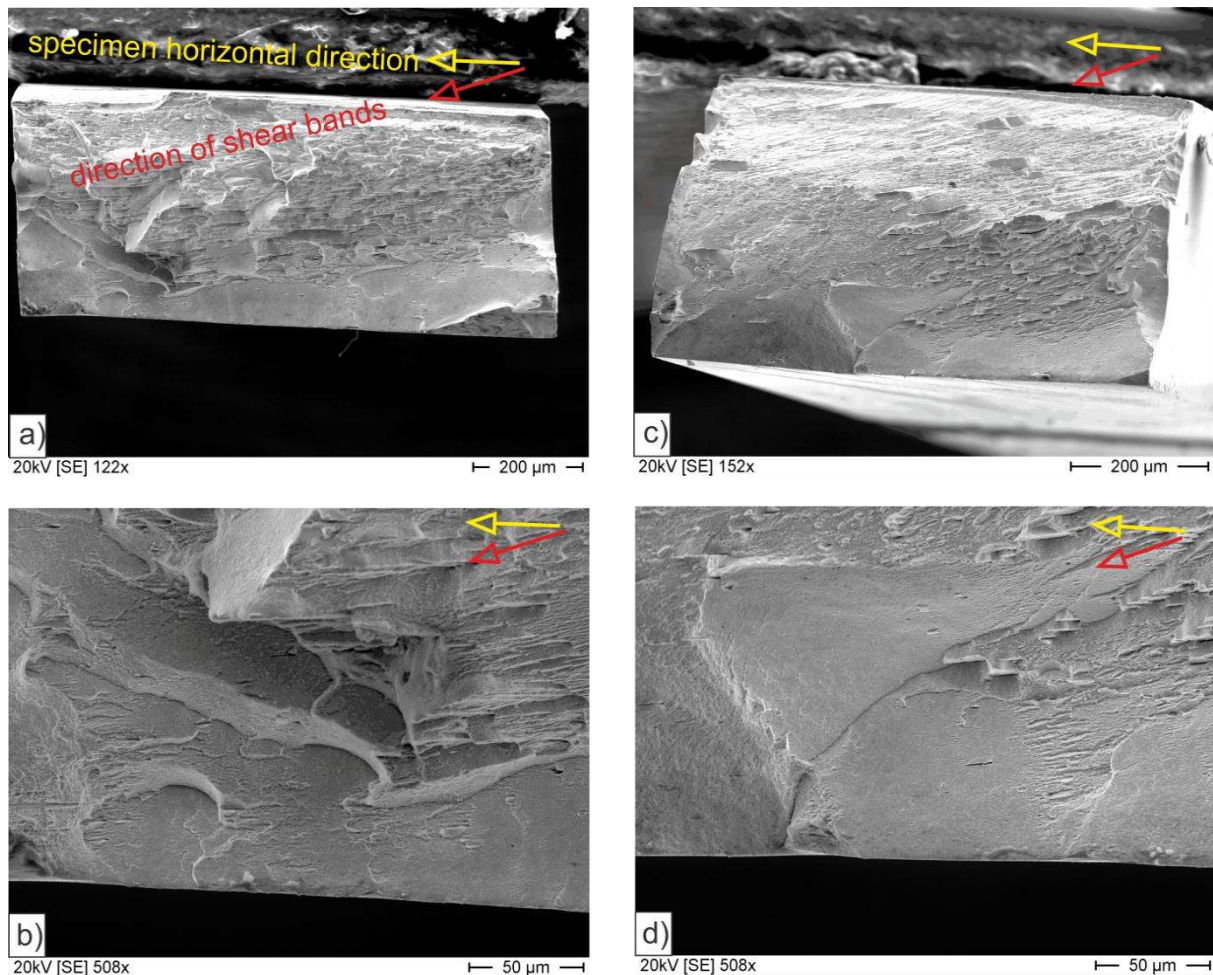 specimen horizontal direction
direction of shear bands
a)
20kV [SE] 122x
200 µm
c)
20kV [SE] 152x
200 µm
b)
20kV [SE] 508x
50 µm
d)
20kV [SE] 508x
50 µm